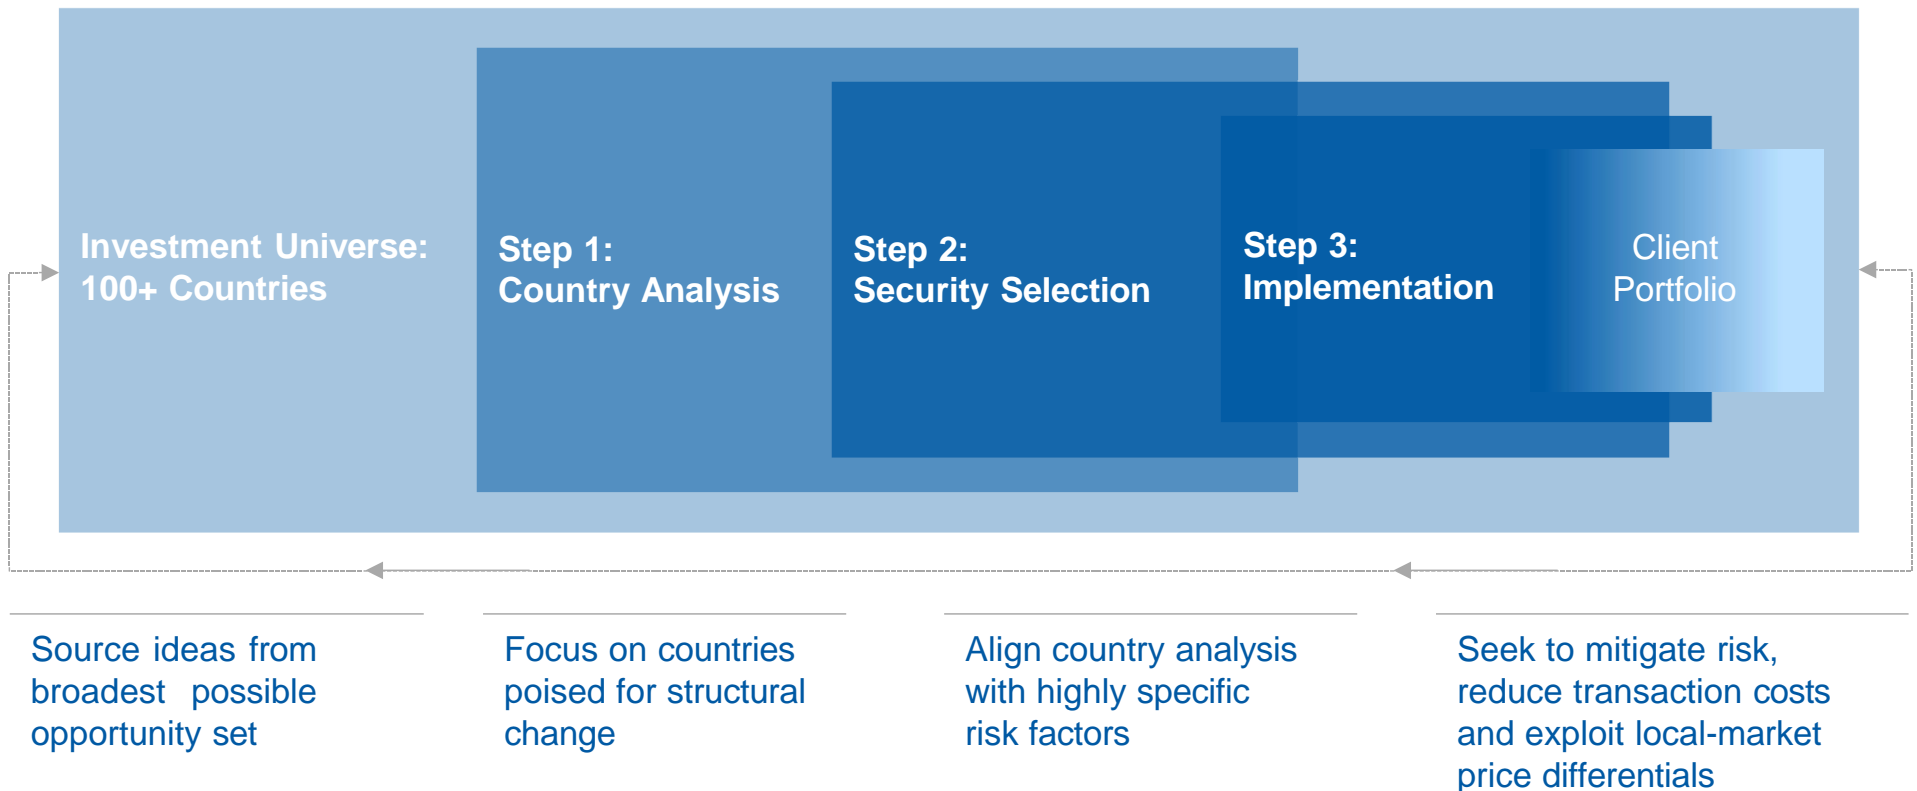 Investment Universe:
100+ Countries
Step 1:
Country Analysis
Step 2:
Security Selection
Step 3:
Implementation
Client
Portfolio
Source ideas from
broadest possible
opportunity set
Focus on countries
poised for structural
change
Align country analysis
with highly specific
risk factors
Seek to mitigate risk,
reduce transaction costs
and exploit local-market
price differentials